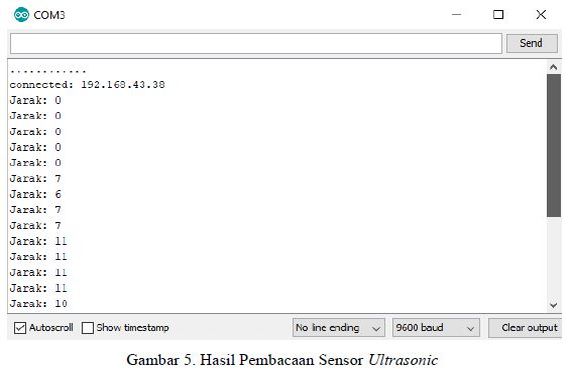 COM3
Send
............
connected: 192.168.43.38
Jarak: 0
Jarak: 0
Jarak: 0
Jarak: 0
Jarak: 0
Jarak: 7
Jarak: 6
Jarak: 7
Jarak: 7
Jarak: 11
Jarak: 11
Jarak: 11
Jarak: 11
Jarak: 10
Autoscroll Show timestamp No line ending 9600 baud Clear output
Gambar 5. Hasil Pembacaan Sensor Ultrasonic